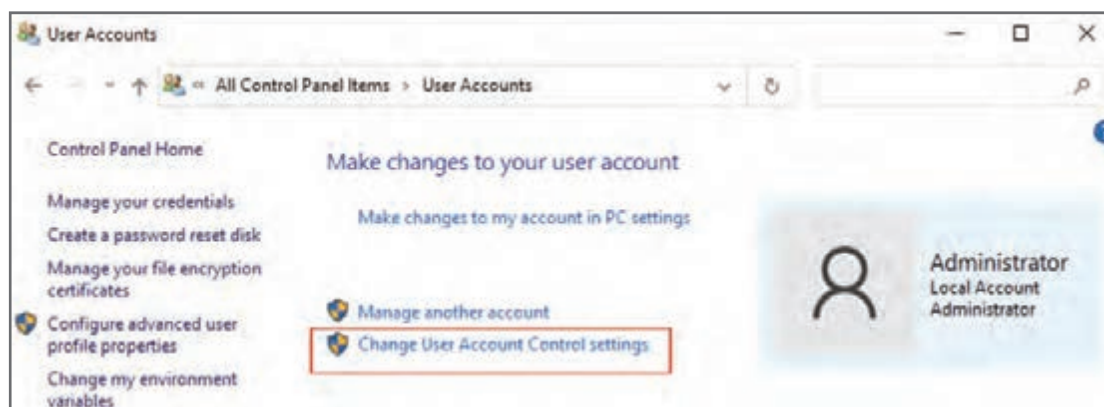 User Accounts
« All Control Panel Items > User Accounts
Control Panel Home
Make changes to your user account
Manage your credentials
Make changes to my account in PC settings
Create a password reset disk
Manage your file encryption
certificates
Administrator
Local Account
Administrator
Manage another account
Configure advanced user
profile properties
Change User Account Control settings
Change my environment
variables